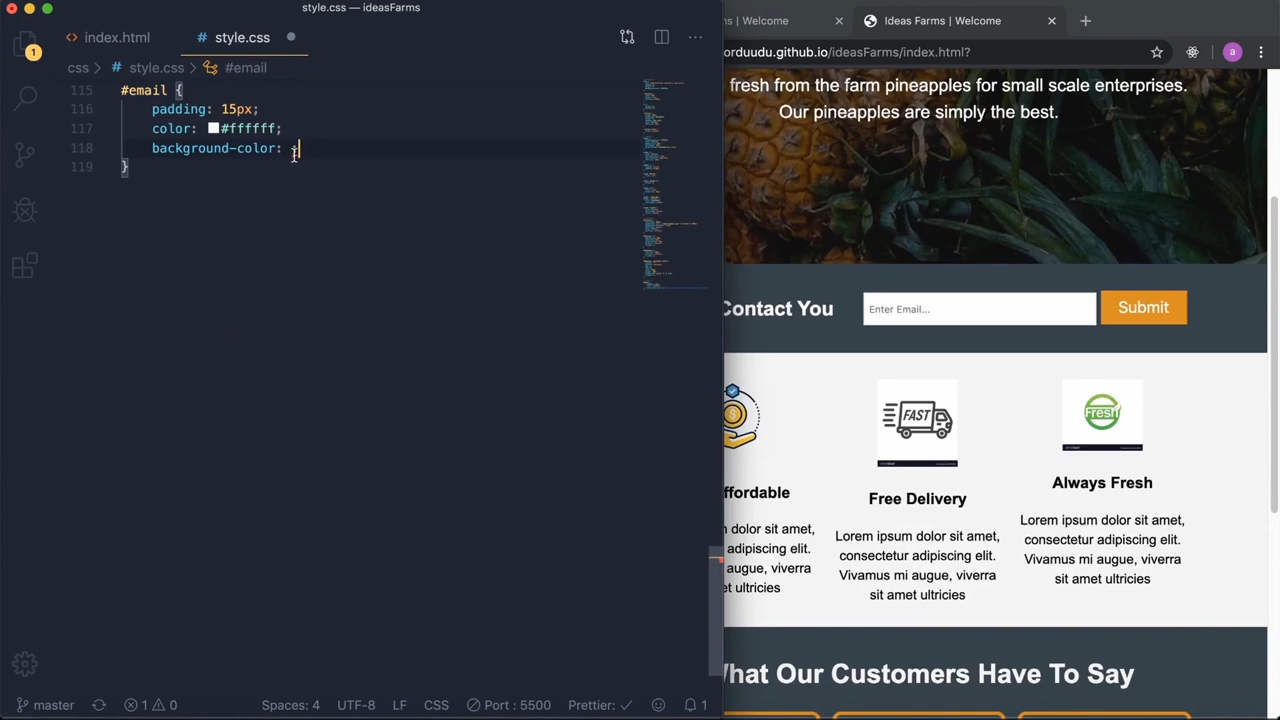 style.css — ideasFarms
index.html
style.css
css
style.css
#email
115 #email {
116 padding: 15px;
117 color: #ffffff;
118 background-color:
119 }
1
master
1 0
Spaces: 4
UTF-8
LF
CSS
Port : 5500
Prettier:
1
ms | Welcome
Ideas Farms | Welcome
orduudu.github.io/ideasFarms/index.html?
a
fresh from the farm pineapples for small scale enterprises.
Our pineapples are simply the best.
Contact You
Enter Email...
Submit
FAST
Fresh
ffordable
Free Delivery
Always Fresh
n dolor sit amet,
adipiscing elit.
augue, viverra
et ultricies
Lorem ipsum dolor sit amet,
consectetur adipiscing elit.
Vivamus mi augue, viverra
sit amet ultricies
Lorem ipsum dolor sit amet,
consectetur adipiscing elit.
Vivamus mi augue, viverra
sit amet ultricies
What Our Customers Have To Say